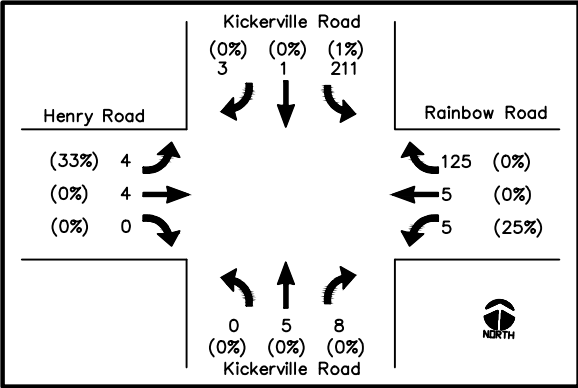 Kickerville Road
(0%) (0%) (1%)
3 1 211
Henry Road
Rainbow Road
(33%) 4
(0%) 4
(0%) 0
125 (0%)
5 (0%)
5 (25%)
0 5 8
(0%) (0%) (0%)
Kickerville Road
NORTH